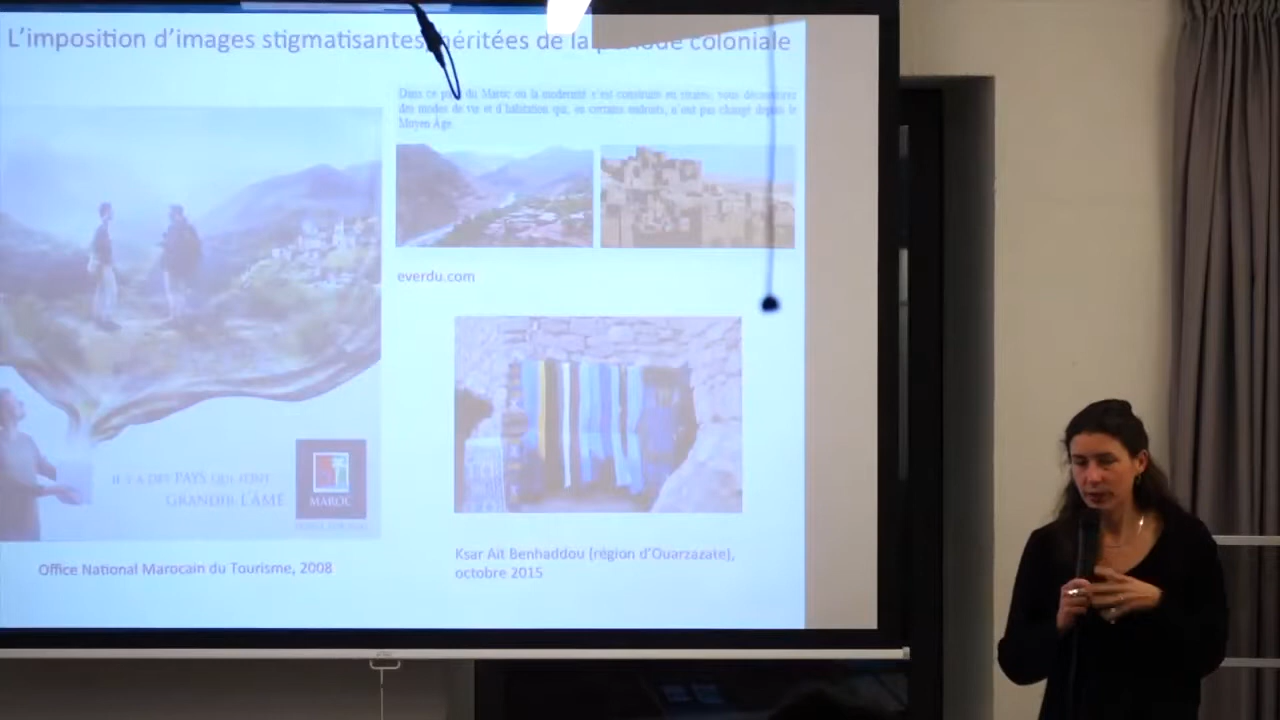 L'imposition d'images stigmatisantes, héritées de la période coloniale
Dans ce pays du Maroc où la modernité s'est construite en vitrine, vous découvrirez
des modes de vie et d'habitation qui, en certains endroits, n'ont pas changé depuis le
Moyen Âge.
everdu.com
IL Y A DES PAYS QUI FONT
GRANDIR L'ÂME
MAROC
Office National Marocain du Tourisme, 2008
Ksar Ait Benhaddou (région d'Ouarzazate),
octobre 2015